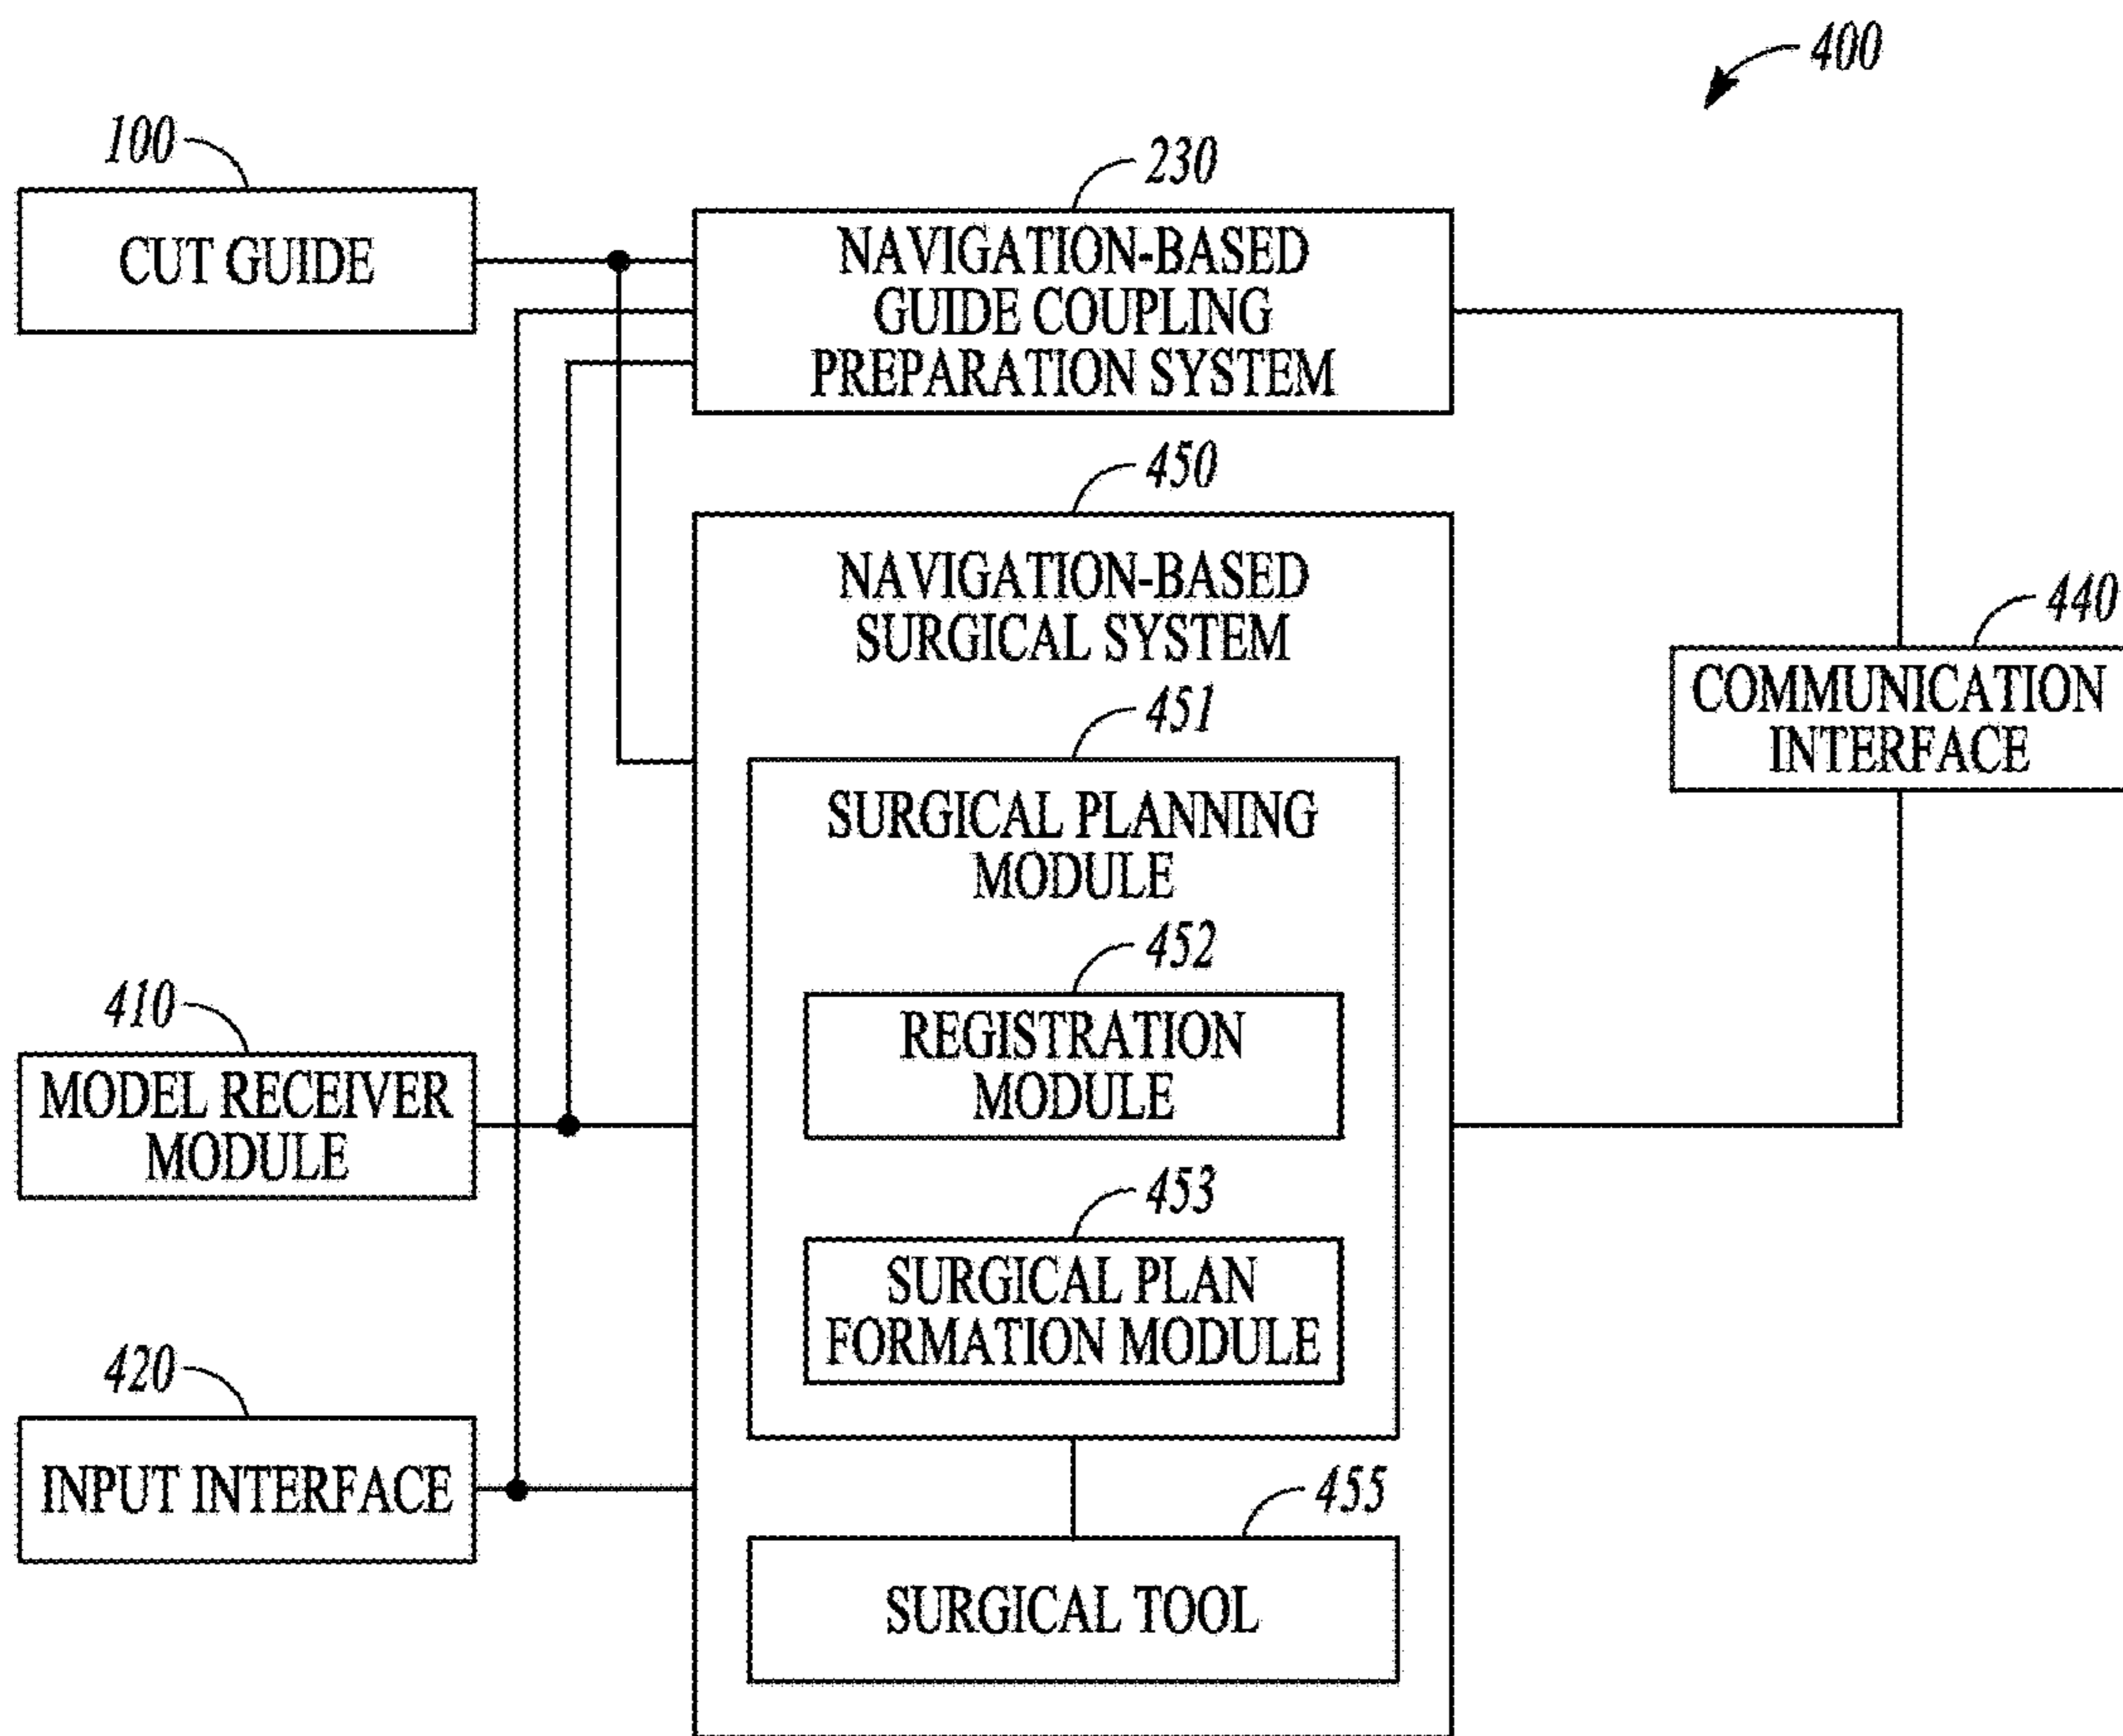 400
100
CUT GUIDE
230
NAVIGATION-BASED
GUIDE COUPLING
PREPARATION SYSTEM
450
NAVIGATION-BASED
SURGICAL SYSTEM
440
COMMUNICATION
INTERFACE
451
SURGICAL PLANNING
MODULE
452
REGISTRATION
MODULE
410
MODEL RECEIVER
MODULE
453
SURGICAL PLAN
FORMATION MODULE
420
INPUT INTERFACE
455
SURGICAL TOOL